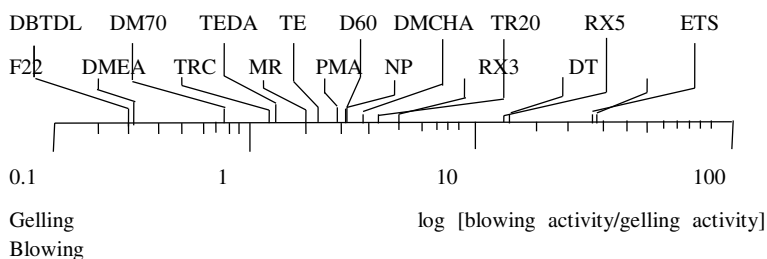 DBTDL DM70 TEDA TE D60 DMCHA TR20 RX5 ETS
F22 DMEA TRC MR PMA NP RX3 DT
0.1 1 10 100
Gelling log [blowing activity/gelling activity]
Blowing